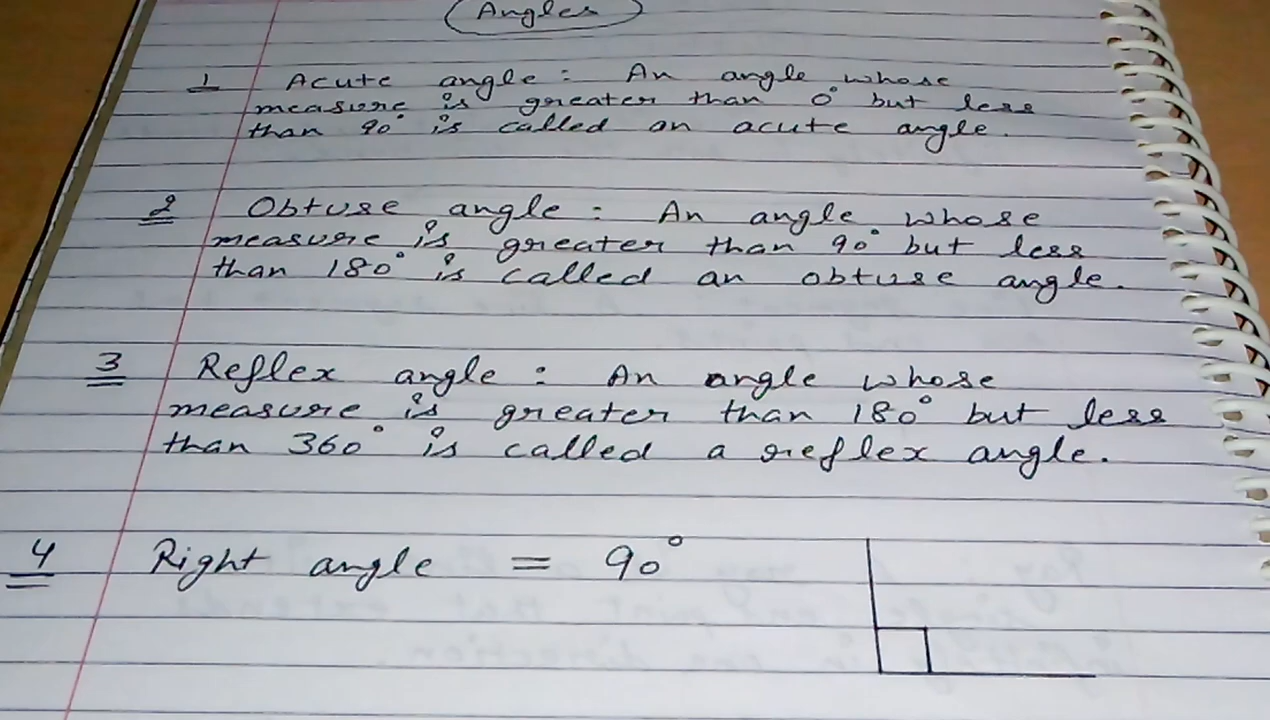 Angles
1 Acute angle : An angle whose
measure is greater than 0° but less
than 90° is called an acute angle.
2 Obtuse angle : An angle whose
measure is greater than 90° but less
than 180° is called an obtuse angle.
3 Reflex angle : An angle whose
measure is greater than 180° but less
than 360° is called a reflex angle.
4 Right angle = 90°